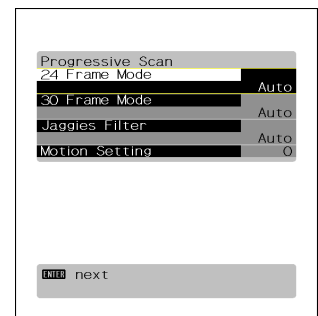 Progressive Scan
24 Frame Mode
Auto
30 Frame Mode
Auto
Jaggies Filter
Auto
Motion Setting 0
ENTER next